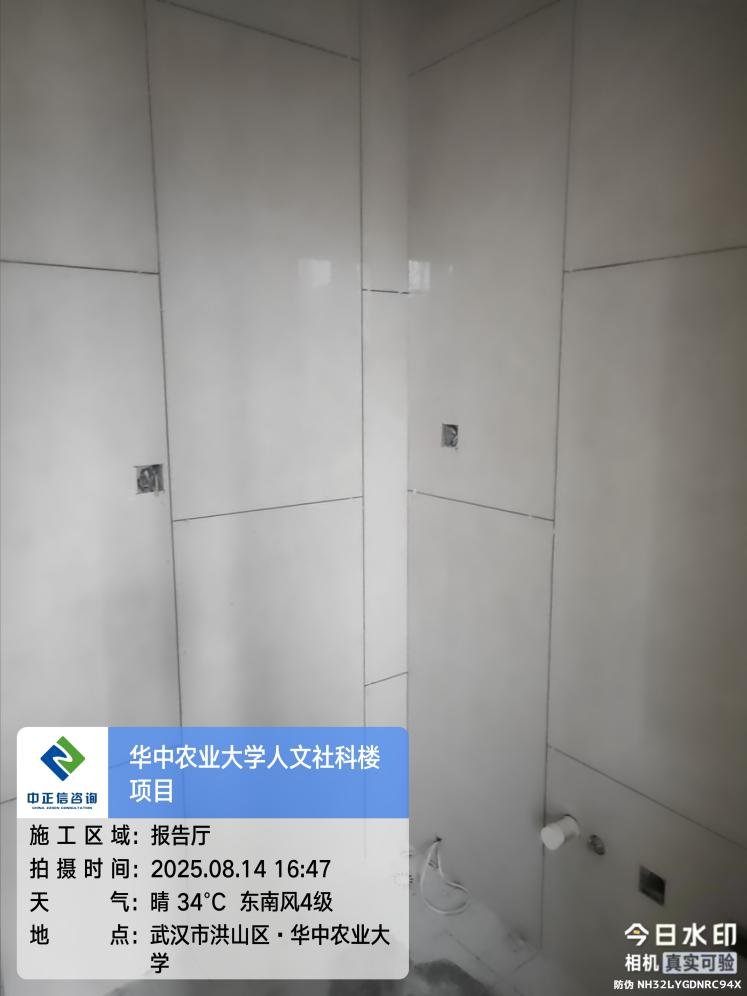 华中农业大学人文社科楼
项目
中正信咨询
施工区域：报告厅
拍摄时间：2025.08.14 16:47
天气：晴 34℃ 东南风4级
地点：武汉市洪山区·华中农业大
学
今日水印
相机 真实可验
防伪 NH32LYGDNRC94X